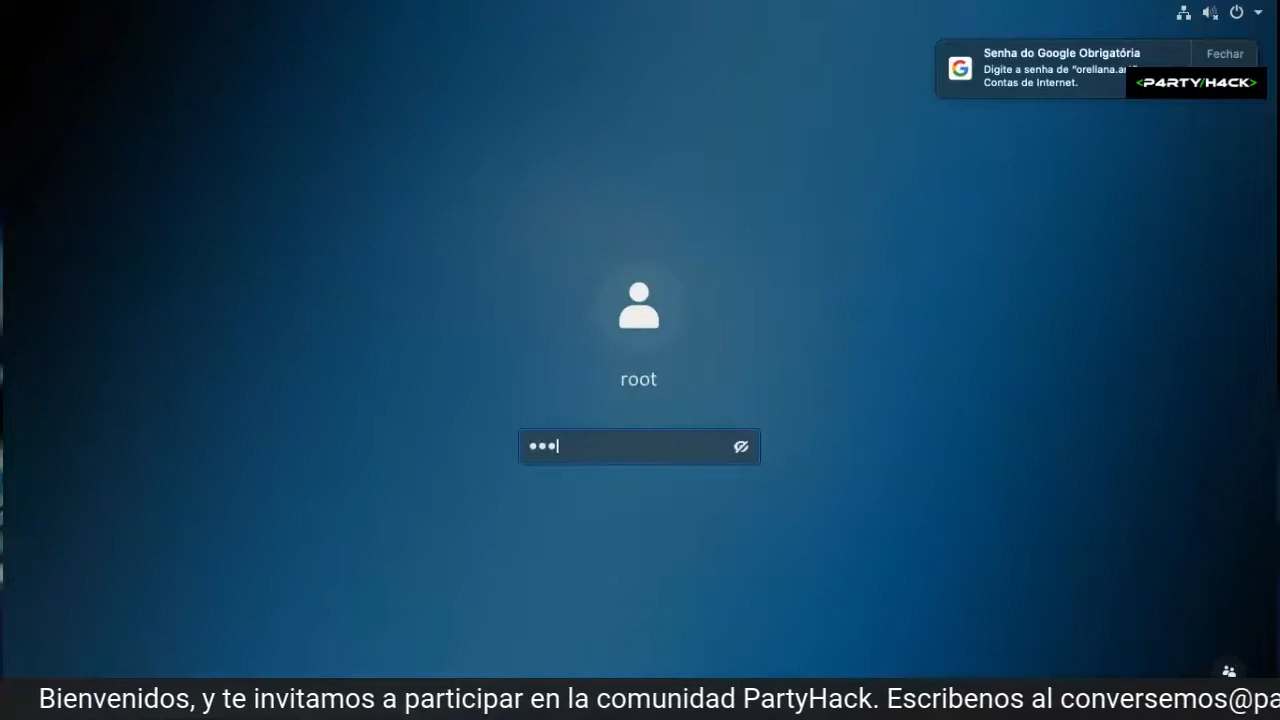 Senha do Google Obrigatória
Fechar
Digite a senha de “orellana.an
Contas de Internet.
<P4RTY/H4CK>
root
Bienvenidos, y te invitamos a participar en la comunidad PartyHack. Escribenos al conversemos@pa